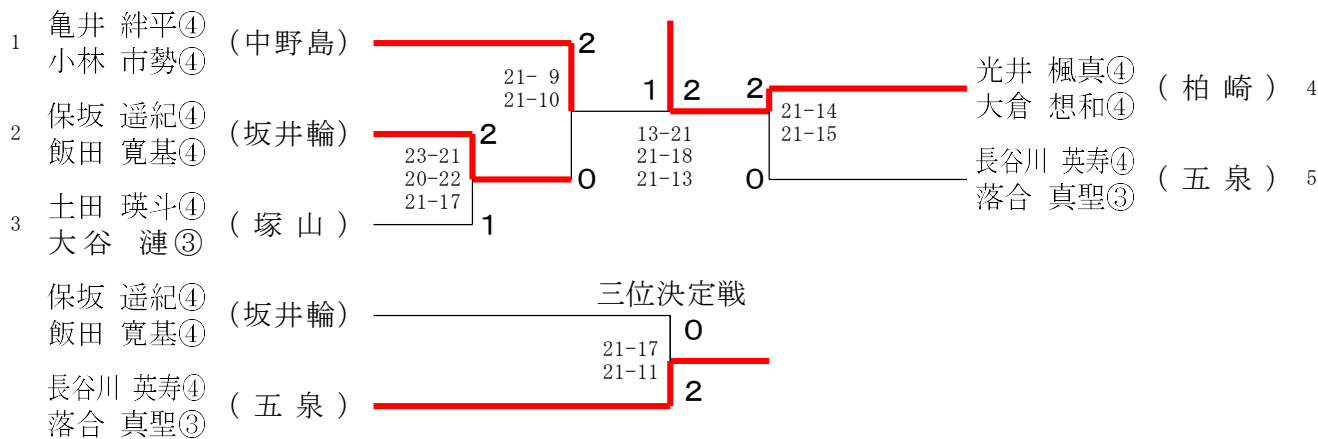 1 亀井 絆平④ (中野島)
小林 市勢④
2
21- 9
21-10
2 保坂 遥紀④ (坂井輪)
飯田 寛基④
2
23-21
20-22
21-17
0
3 土田 瑛斗④ (塚山)
大谷 漣③
1
1 2
13-21
21-18
21-13
2
光井 楓真④ (柏崎) 4
大倉 想和④
21-14
21-15
0
長谷川 英寿④ (五泉) 5
落合 真聖③
三位決定戦
保坂 遥紀④ (坂井輪)
飯田 寛基④
0
21-17
21-11
2
長谷川 英寿④ (五泉)
落合 真聖③